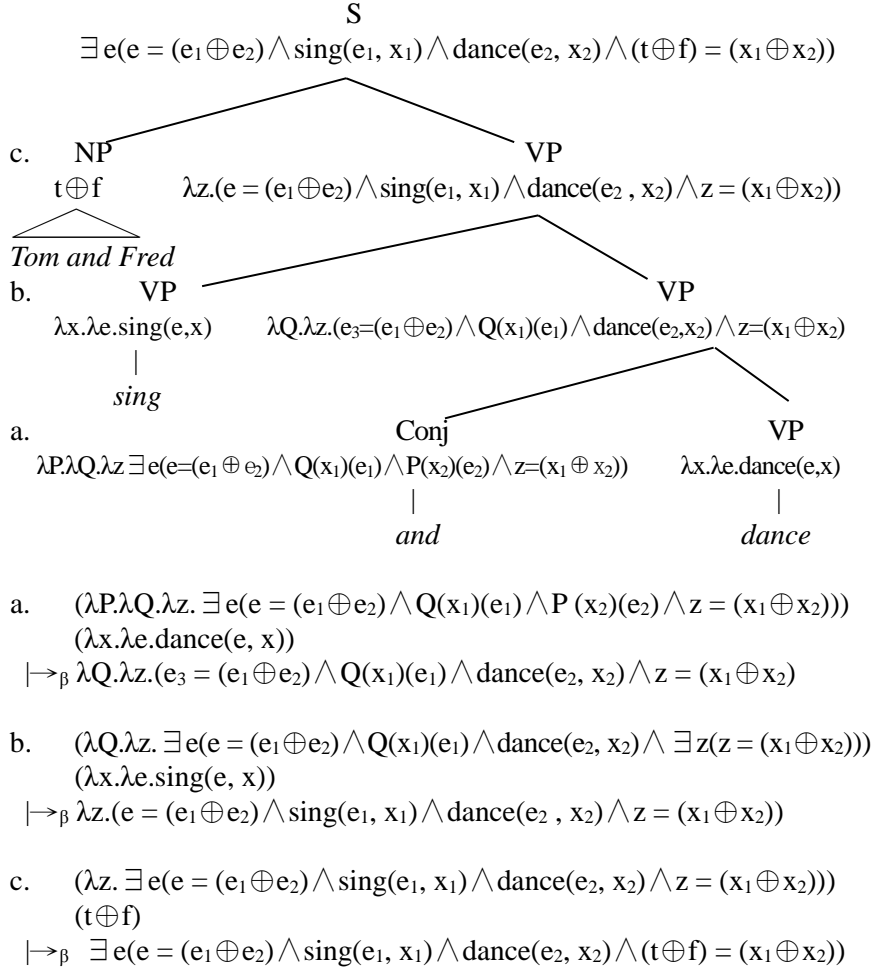 S
∃e(e = (e₁⊕e₂)∧sing(e₁, x₁)∧dance(e₂, x₂)∧(t⊕f) = (x₁⊕x₂))
c. NP VP
t⊕f λz.(e = (e₁⊕e₂)∧sing(e₁, x₁)∧dance(e₂ , x₂)∧z = (x₁⊕x₂))
Tom and Fred
b. VP VP
λx.λe.sing(e,x) λQ.λz.(e₃=(e₁⊕e₂)∧Q(x₁)(e₁)∧dance(e₂,x₂)∧z=(x₁⊕x₂)
|
sing
a. Conj VP
λP.λQ.λz∃e(e=(e₁⊕e₂)∧Q(x₁)(e₁)∧P(x₂)(e₂)∧z=(x₁⊕x₂)) λx.λe.dance(e,x)
| |
and dance
a. (λP.λQ.λz. ∃e(e = (e₁⊕e₂)∧Q(x₁)(e₁)∧P (x₂)(e₂)∧z = (x₁⊕x₂)))
(λx.λe.dance(e, x))
|→ᵦ λQ.λz.(e₃ = (e₁⊕e₂)∧Q(x₁)(e₁)∧dance(e₂, x₂)∧z = (x₁⊕x₂)
b. (λQ.λz. ∃e(e = (e₁⊕e₂)∧Q(x₁)(e₁)∧dance(e₂, x₂)∧ ∃z(z = (x₁⊕x₂)))
(λx.λe.sing(e, x))
|→ᵦ λz.(e = (e₁⊕e₂)∧sing(e₁, x₁)∧dance(e₂ , x₂)∧z = (x₁⊕x₂))
c. (λz. ∃e(e = (e₁⊕e₂)∧sing(e₁, x₁)∧dance(e₂, x₂)∧z = (x₁⊕x₂)))
(t⊕f)
|→ᵦ ∃e(e = (e₁⊕e₂)∧sing(e₁, x₁)∧dance(e₂, x₂)∧(t⊕f) = (x₁⊕x₂))